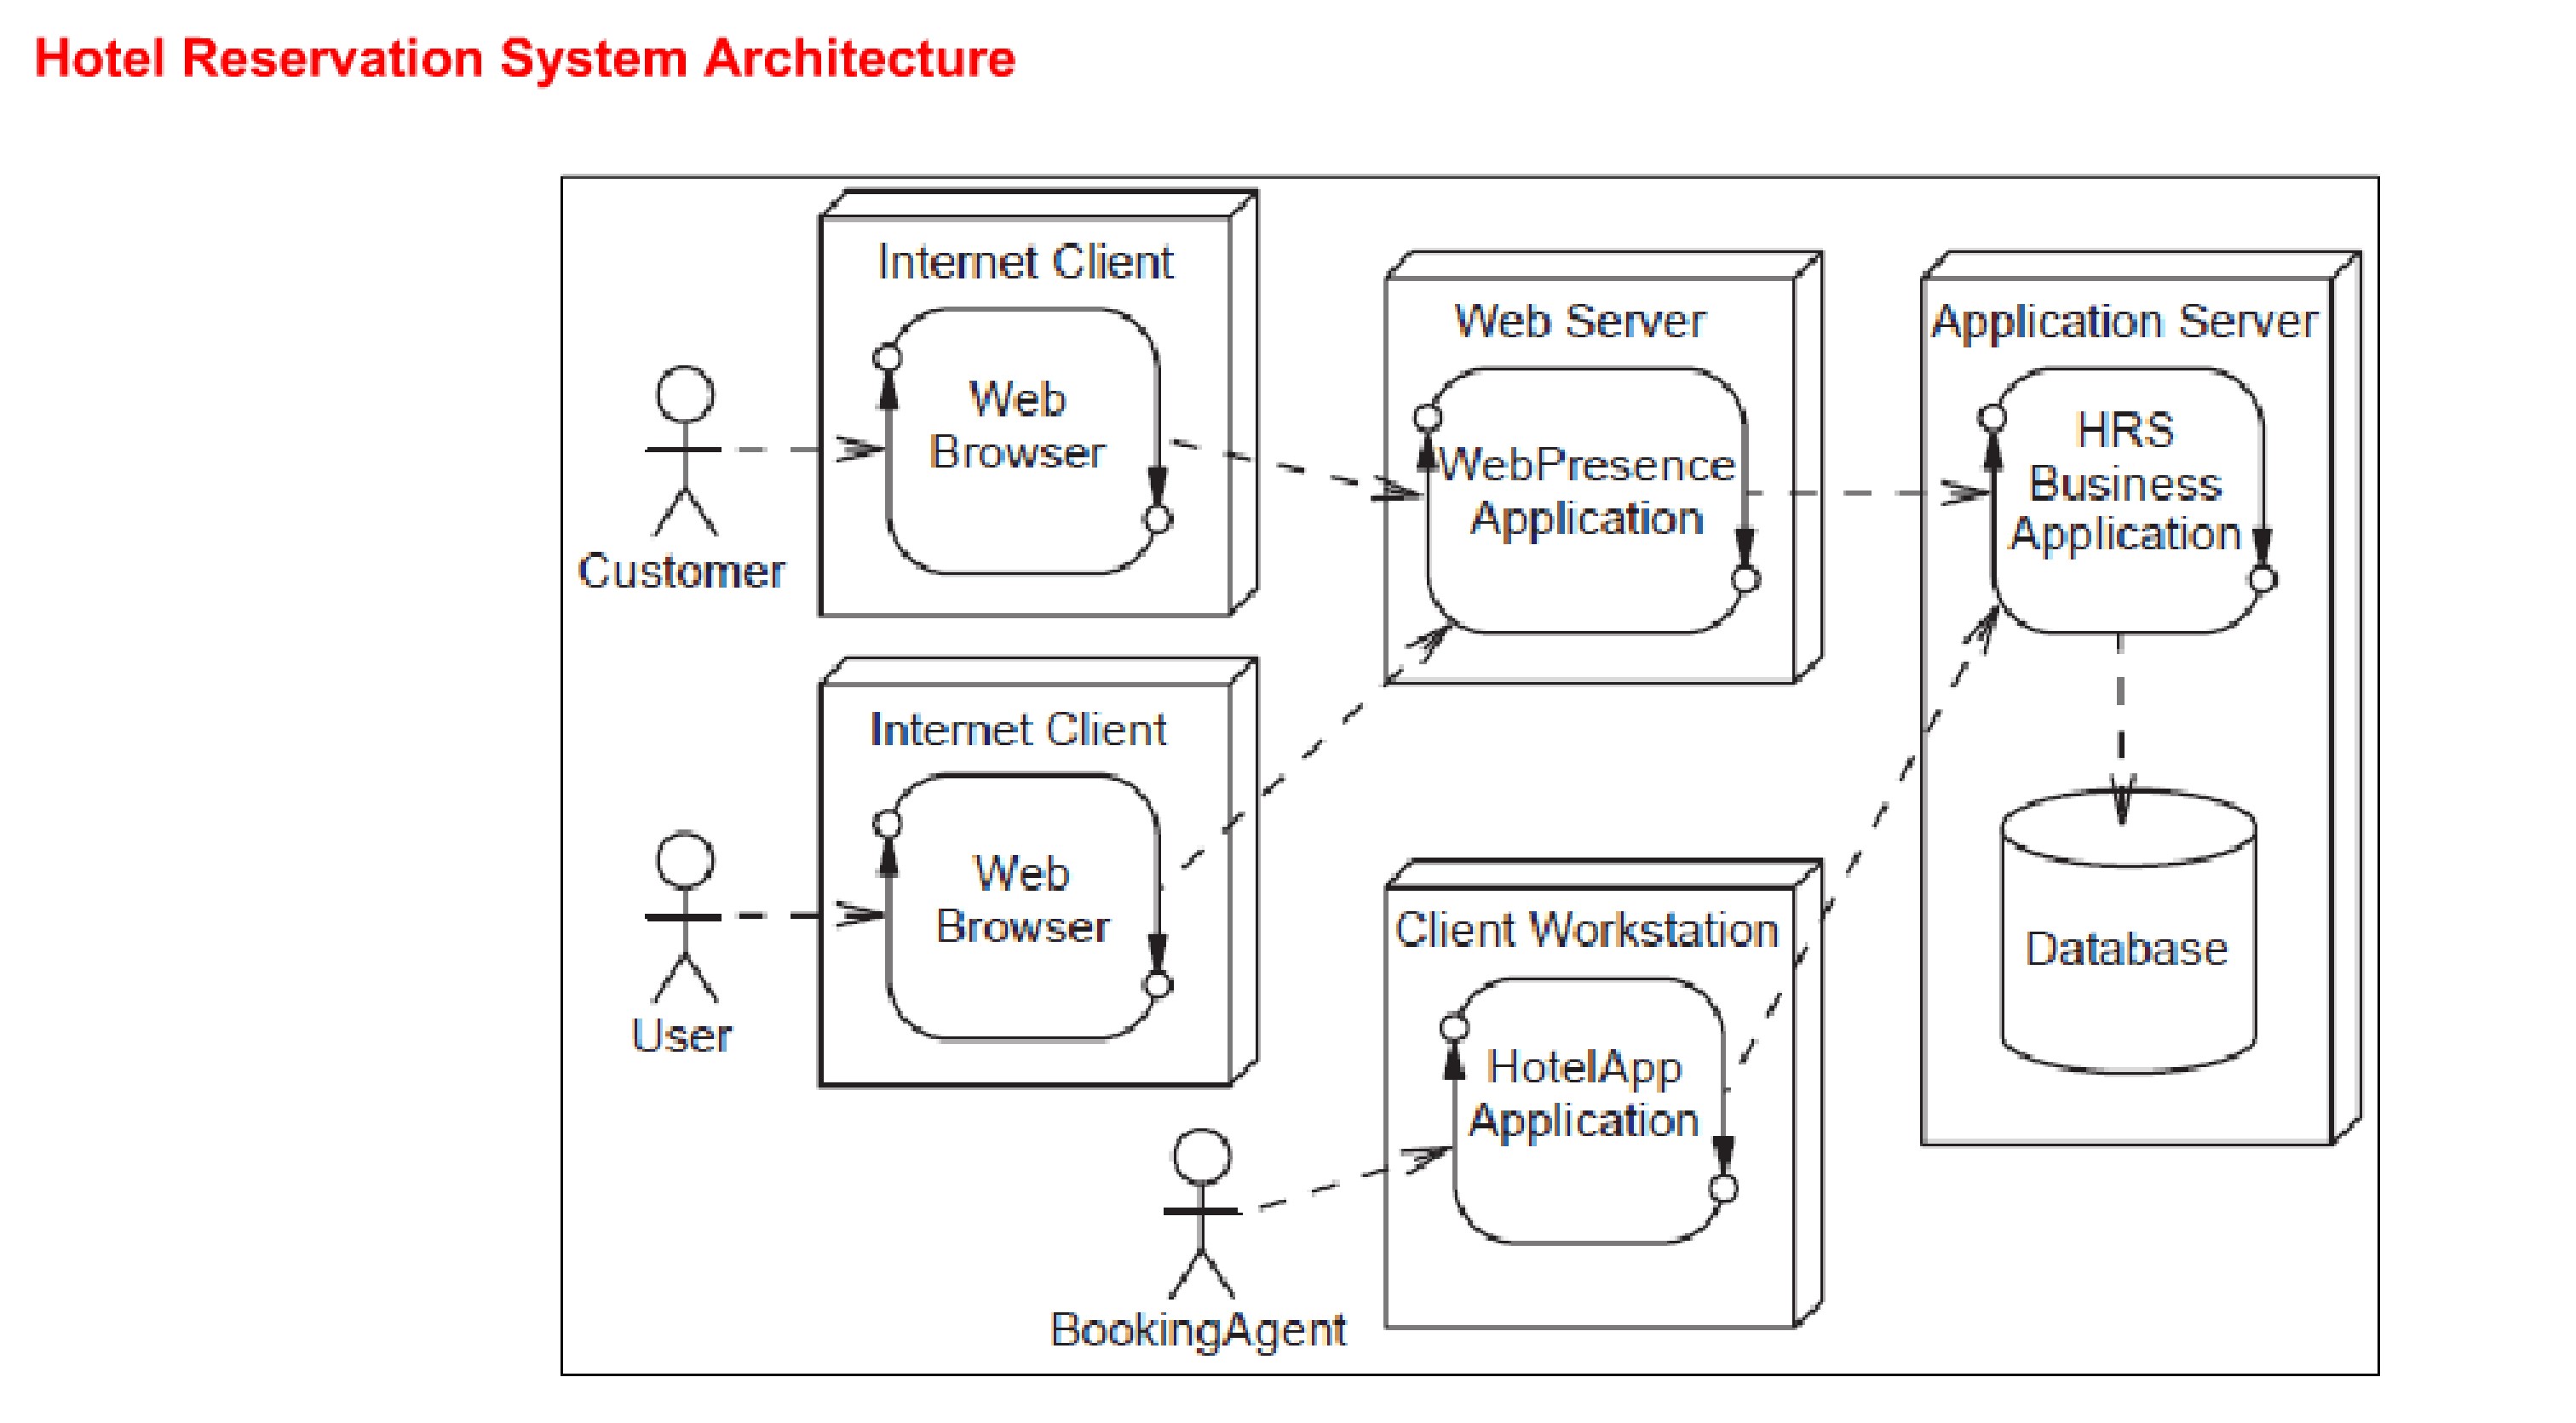 Hotel Reservation System Architecture
Internet Client
Web
Browser
Customer
Web Server
WebPresence
Application
Application Server
HRS
Business
Application
Internet Client
Web
Browser
User
Client Workstation
HotelApp
Application
Database
BookingAgent